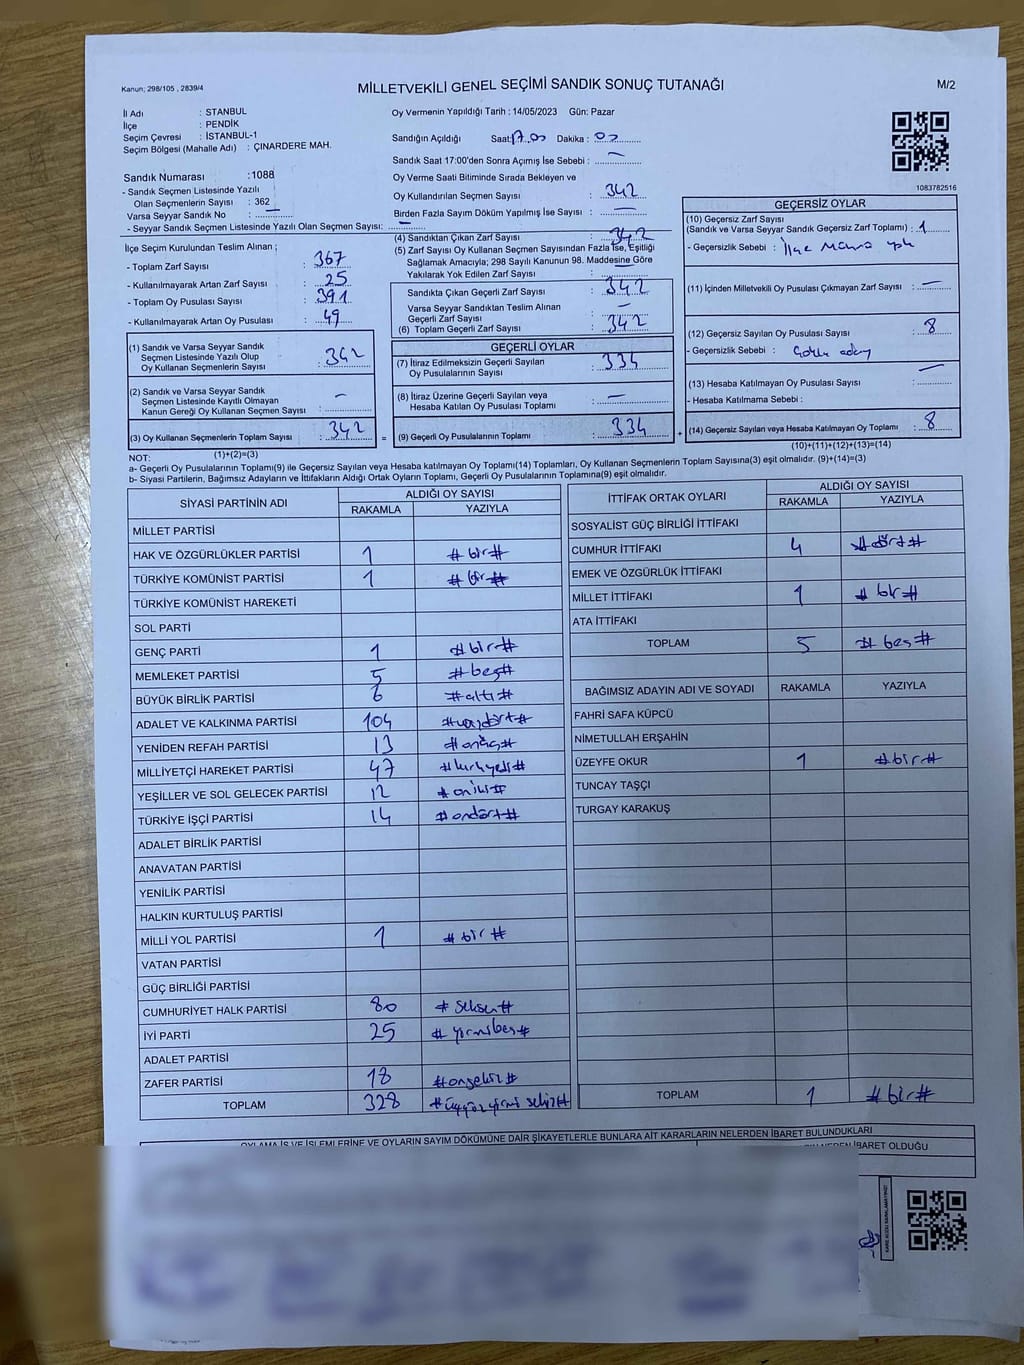 Kanun; 298/105 , 2839/4
MİLLETVEKİLİ GENEL SEÇİMİ SANDIK SONUÇ TUTANAĞI
M/2
İl Adı : STANBUL
İlçe : PENDİK
Seçim Çevresi : İSTANBUL-1
Seçim Bölgesi (Mahalle Adı) : ÇINARDERE MAH.
Oy Vermenin Yapıldığı Tarih : 14/05/2023 Gün: Pazar
Sandığın Açıldığı Saat: 17.00 Dakika : 00
Sandık Saat 17:00'den Sonra Açımış İse Sebebi : —
Oy Verme Saati Bitiminde Sırada Bekleyen ve
Oy Kullandırılan Seçmen Sayısı : 342
Birden Fazla Sayım Döküm Yapılmış İse Sayısı : —
1083782516
Sandık Numarası :1088
- Sandık Seçmen Listesinde Yazılı
Olan Seçmenlerin Sayısı : 362
Varsa Seyyar Sandık No : —
- Seyyar Sandık Seçmen Listesinde Yazılı Olan Seçmen Sayısı: —
İlçe Seçim Kurulundan Teslim Alınan ;
- Toplam Zarf Sayısı : 367
- Kullanılmayarak Artan Zarf Sayısı : 25
- Toplam Oy Pusulası Sayısı : 391
- Kullanılmayarak Artan Oy Pusulası : 49
(4) Sandıktan Çıkan Zarf Sayısı : 342
(5) Zarf Sayısı Oy Kullanan Seçmen Sayısından Fazla İse, Eşitliği
Sağlamak Amacıyla; 298 Sayılı Kanunun 98. Maddesine Göre
Yakılarak Yok Edilen Zarf Sayısı : —
Sandıkta Çıkan Geçerli Zarf Sayısı : 342
Varsa Seyyar Sandıktan Teslim Alınan
Geçerli Zarf Sayısı : —
(6) Toplam Geçerli Zarf Sayısı : 342
GEÇERSİZ OYLAR
(10) Geçersiz Zarf Sayısı
(Sandık ve Varsa Seyyar Sandık Geçersiz Zarf Toplamı) : 1
- Geçersizlik Sebebi : İlçe Mührü yok
(11) İçinden Milletvekili Oy Pusulası Çıkmayan Zarf Sayısı : —
(12) Geçersiz Sayılan Oy Pusulası Sayısı : 8
- Geçersizlik Sebebi :
(13) Hesaba Katılmayan Oy Pusulası Sayısı : —
- Hesaba Katılmama Sebebi :
(14) Geçersiz Sayılan veya Hesaba Katılmayan Oy Toplamı : 8
(10)+(11)+(12)+(13)=(14)
(1) Sandık ve Varsa Seyyar Sandık
Seçmen Listesinde Yazılı Olup
Oy Kullanan Seçmenlerin Sayısı : 342
(2) Sandık ve Varsa Seyyar Sandık
Seçmen Listesinde Kayıtlı Olmayan
Kanun Gereği Oy Kullanan Seçmen Sayısı : —
(3) Oy Kullanan Seçmenlerin Toplam Sayısı : 342
(1)+(2)=(3)
=
GEÇERLİ OYLAR
(7) İtiraz Edilmeksizin Geçerli Sayılan
Oy Pusulalarının Sayısı : 334
(8) İtiraz Üzerine Geçerli Sayılan veya
Hesaba Katılan Oy Pusulası Toplamı : —
(9) Geçerli Oy Pusulalarının Toplamı : 334
+
NOT:
a- Geçerli Oy Pusulalarının Toplamı(9) ile Geçersiz Sayılan veya Hesaba katılmayan Oy Toplamı(14) Toplamları, Oy Kullanan Seçmenlerin Toplam Sayısına(3) eşit olmalıdır. (9)+(14)=(3)
b- Siyasi Partilerin, Bağımsız Adayların ve İttifakların Aldığı Ortak Oyların Toplamı, Geçerli Oy Pusulalarının Toplamına(9) eşit olmalıdır.
SİYASİ PARTİNİN ADI ALDIĞI OY SAYISI
RAKAMLA YAZIYLA
MİLLET PARTİSİ
HAK VE ÖZGÜRLÜKLER PARTİSİ 1 #bir#
TÜRKİYE KOMÜNİST PARTİSİ 1 #bir#
TÜRKİYE KOMÜNİST HAREKETİ
SOL PARTİ
GENÇ PARTİ 1 #bir#
MEMLEKET PARTİSİ 5 #beş#
BÜYÜK BİRLİK PARTİSİ 6 #altı#
ADALET VE KALKINMA PARTİSİ 104 #yüzdört#
YENİDEN REFAH PARTİSİ 13 #onüç#
MİLLİYETÇİ HAREKET PARTİSİ 47 #kırkyedi#
YEŞİLLER VE SOL GELECEK PARTİSİ 12 #oniki#
TÜRKİYE İŞÇİ PARTİSİ 14 #ondört#
ADALET BİRLİK PARTİSİ
ANAVATAN PARTİSİ
YENİLİK PARTİSİ
HALKIN KURTULUŞ PARTİSİ
MİLLİ YOL PARTİSİ 1 #bir#
VATAN PARTİSİ
GÜÇ BİRLİĞİ PARTİSİ
CUMHURİYET HALK PARTİSİ 80 #seksen#
İYİ PARTİ 25 #yirmibeş#
ADALET PARTİSİ
ZAFER PARTİSİ 18 #onsekiz#
TOPLAM 328 #üçyüzyirmi sekiz#
İTTİFAK ORTAK OYLARI ALDIĞI OY SAYISI
RAKAMLA YAZIYLA
SOSYALİST GÜÇ BİRLİĞİ İTTİFAKI
CUMHUR İTTİFAKI 4 #dört#
EMEK VE ÖZGÜRLÜK İTTİFAKI
MİLLET İTTİFAKI 1 #bir#
ATA İTTİFAKI
TOPLAM 5 #beş#
BAĞIMSIZ ADAYIN ADI VE SOYADI RAKAMLA YAZIYLA
FAHRİ SAFA KÜPCÜ
NİMETULLAH ERŞAHİN
ÜZEYFE OKUR 1 #bir#
TUNCAY TAŞÇI
TURGAY KARAKUŞ
TOPLAM 1 #bir#
OYLAMA İŞ VE İŞLEMLERİNE VE OYLARIN SAYIM DÖKÜMÜNE DAİR ŞİKAYETLERLE BUNLARA AİT KARARLARIN NELERDEN İBARET BULUNDUKLARI
NEDEN İBARET OLDUĞU